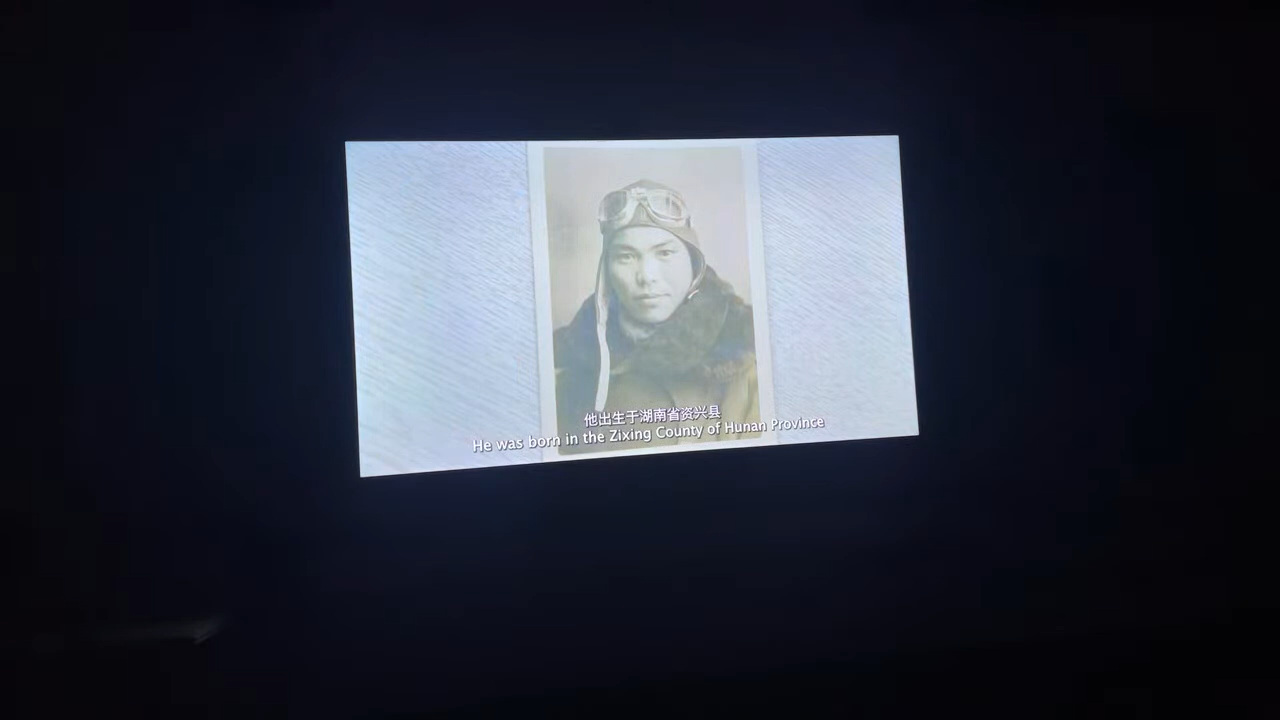 他出生于湖南省资兴县
He was born in the Zixing County of Hunan Province